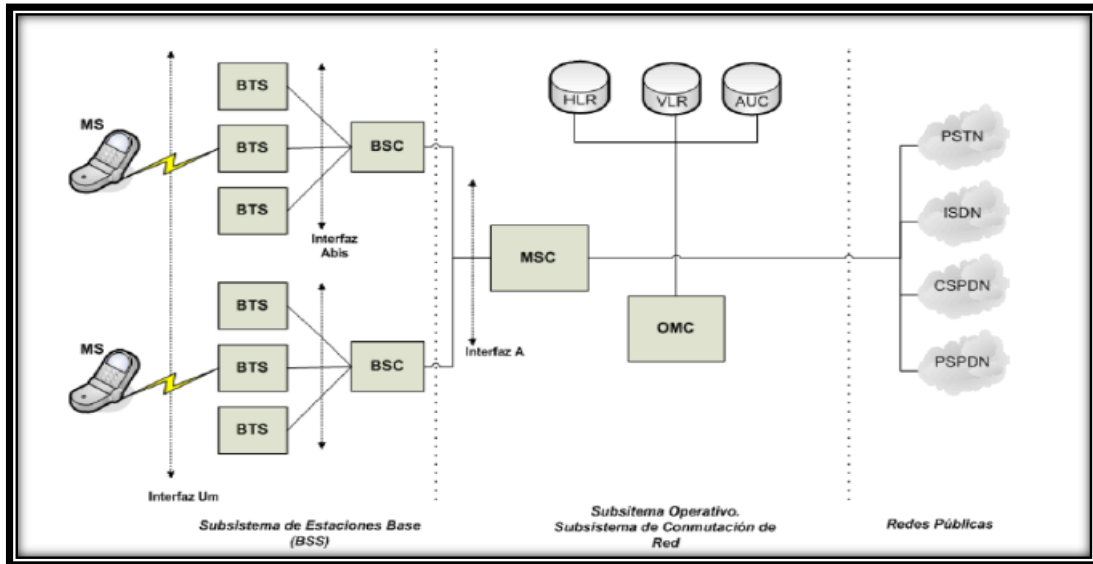 MS
BTS
BTS
BTS
BSC
Interfaz
Abis
MS
BTS
BTS
BTS
BSC
Interfaz Um
Interfaz A
MSC
HLR
VLR
AUC
OMC
PSTN
ISDN
CSPDN
PSPDN
Subsistema de Estaciones Base
(BSS)
Subsitema Operativo.
Subsistema de Conmutación de
Red
Redes Públicas